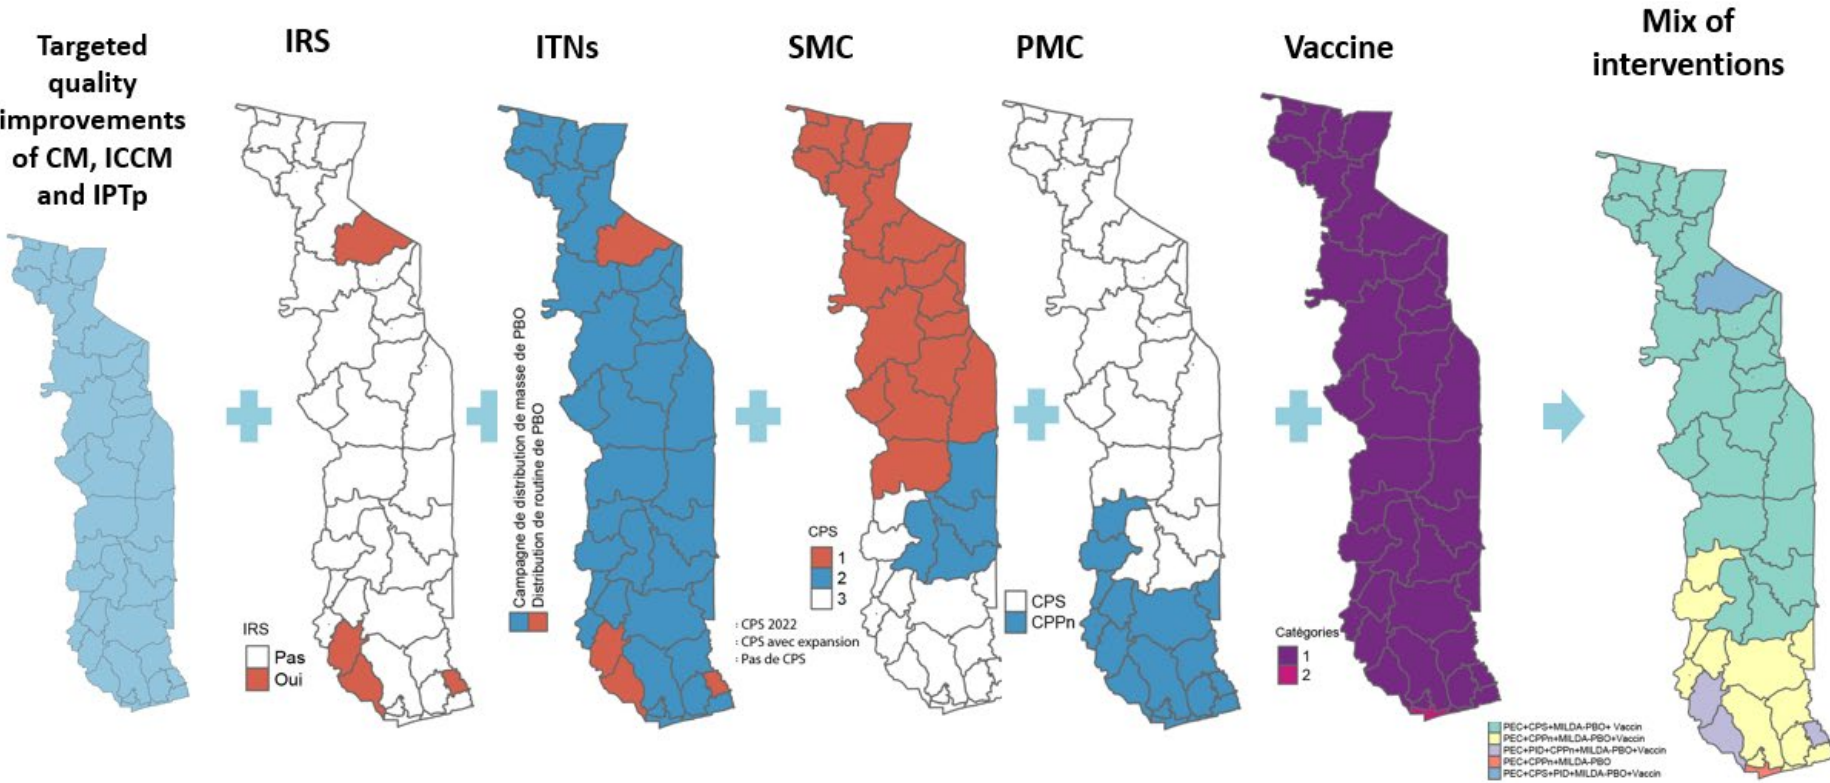 Targeted
quality
improvements
of CM, ICCM
and IPTp
IRS
IRS
Pas
Oui
ITNs
Campagne de distribution de masse de PBO
Distribution de routine de PBO
SMC
CPS
1
2
3
: CPS 2022
: CPS avec expansion
: Pas de CPS
PMC
CPS
CPPn
Vaccine
Catégories
1
2
Mix of
interventions
PEC+CPS+MILDA-PBO+ Vaccin
PEC+CPPn+MILDA-PBO+Vaccin
PEC+PID+CPPn+MILDA-PBO+Vaccin
PEC+CPPn+MILDA-PBO
PEC+CPS+PID+MILDA-PBO+Vaccin